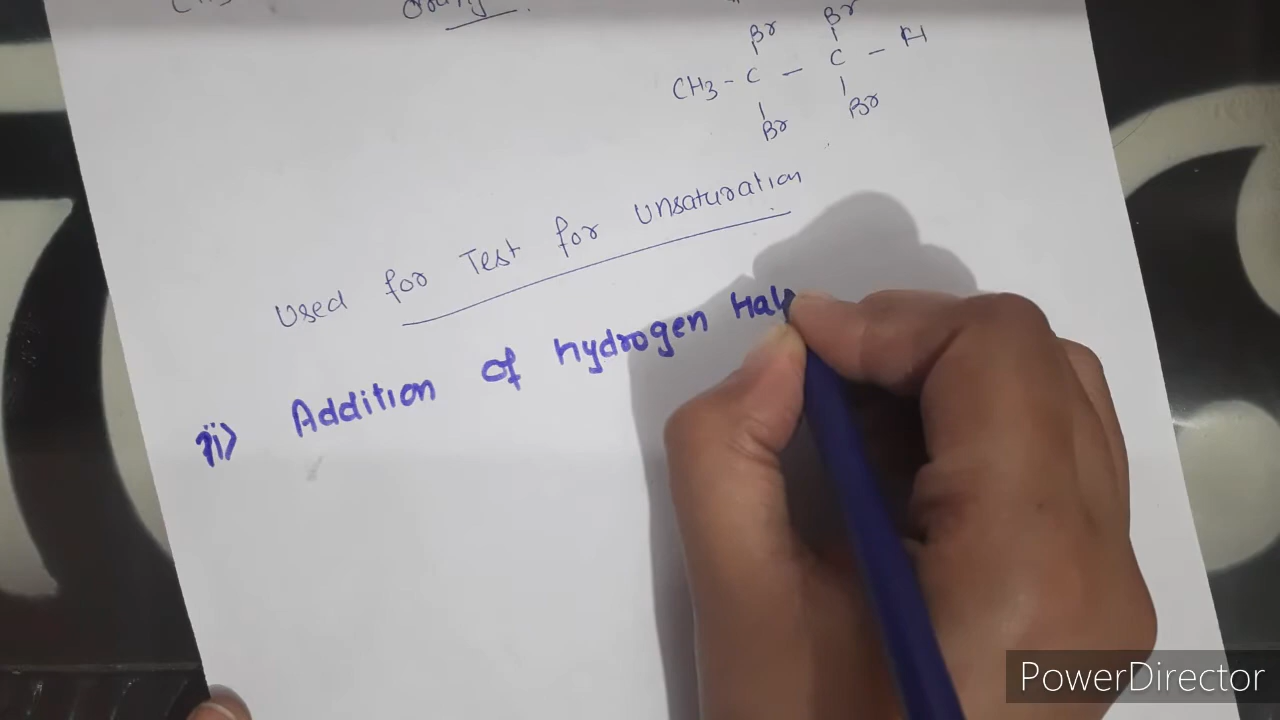 Br Br
CH3 - C - C - H
Br Br
Used for Test for unsaturation
ii) Addition of hydrogen Hal
PowerDirector